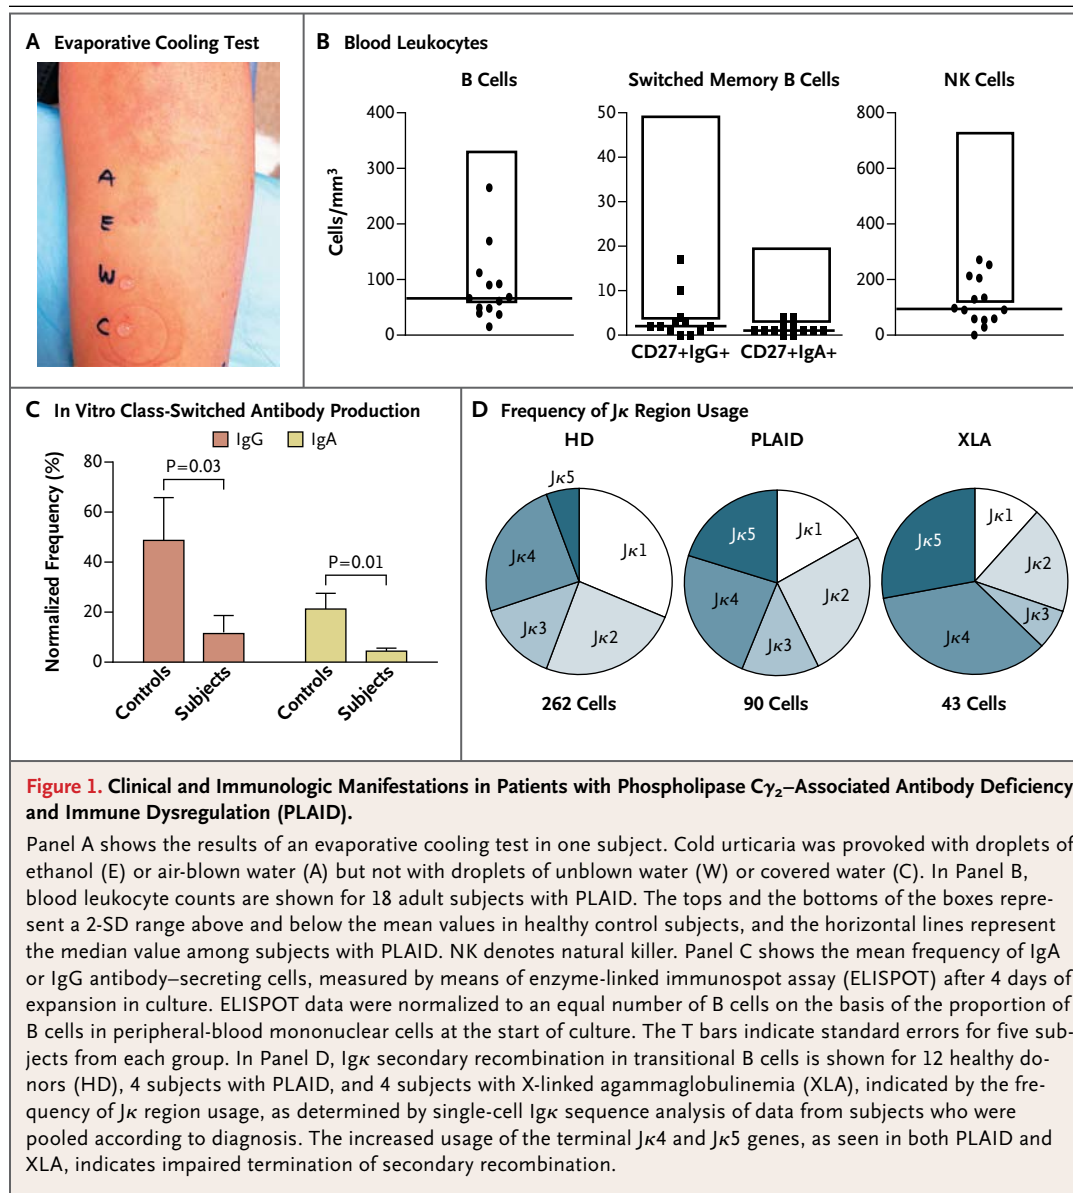 A Evaporative Cooling Test
A
E
W
C
B Blood Leukocytes
B Cells
Switched Memory B Cells
NK Cells
Cells/mm³
400
300
200
100
0
50
40
30
20
10
0
CD27+IgG+ CD27+IgA+
800
600
400
200
0
C In Vitro Class-Switched Antibody Production
IgG IgA
Normalized Frequency (%)
80
60
40
20
0
P=0.03
P=0.01
Controls
Subjects
Controls
Subjects
D Frequency of Jκ Region Usage
HD
Jκ5
Jκ1
Jκ4
Jκ3
Jκ2
262 Cells
PLAID
Jκ5
Jκ1
Jκ4
Jκ2
Jκ3
90 Cells
XLA
Jκ5
Jκ1
Jκ2
Jκ3
Jκ4
43 Cells
Figure 1. Clinical and Immunologic Manifestations in Patients with Phospholipase Cγ₂–Associated Antibody Deficiency
and Immune Dysregulation (PLAID).
Panel A shows the results of an evaporative cooling test in one subject. Cold urticaria was provoked with droplets of
ethanol (E) or air-blown water (A) but not with droplets of unblown water (W) or covered water (C). In Panel B,
blood leukocyte counts are shown for 18 adult subjects with PLAID. The tops and the bottoms of the boxes repre-
sent a 2-SD range above and below the mean values in healthy control subjects, and the horizontal lines represent
the median value among subjects with PLAID. NK denotes natural killer. Panel C shows the mean frequency of IgA
or IgG antibody–secreting cells, measured by means of enzyme-linked immunospot assay (ELISPOT) after 4 days of
expansion in culture. ELISPOT data were normalized to an equal number of B cells on the basis of the proportion of
B cells in peripheral-blood mononuclear cells at the start of culture. The T bars indicate standard errors for five sub-
jects from each group. In Panel D, Igκ secondary recombination in transitional B cells is shown for 12 healthy do-
nors (HD), 4 subjects with PLAID, and 4 subjects with X-linked agammaglobulinemia (XLA), indicated by the fre-
quency of Jκ region usage, as determined by single-cell Igκ sequence analysis of data from subjects who were
pooled according to diagnosis. The increased usage of the terminal Jκ4 and Jκ5 genes, as seen in both PLAID and
XLA, indicates impaired termination of secondary recombination.